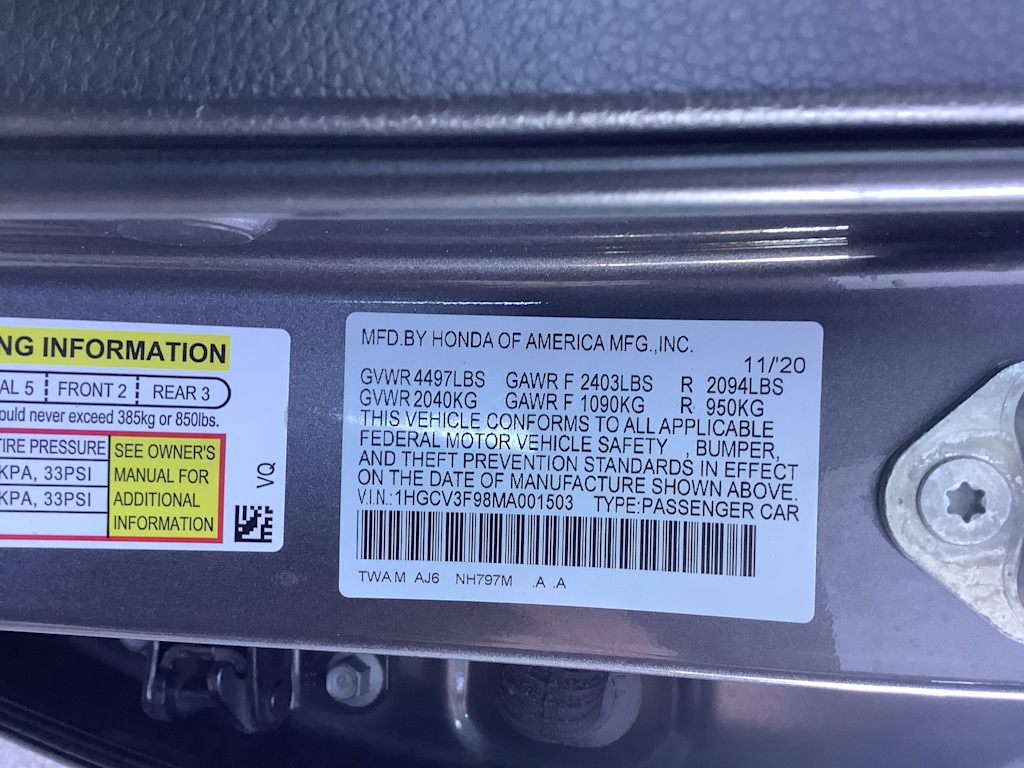 NG INFORMATION
AL 5 FRONT 2 REAR 3
ould never exceed 385kg or 850lbs.
TIRE PRESSURE
KPA, 33PSI
KPA, 33PSI
SEE OWNER'S
MANUAL FOR
ADDITIONAL
INFORMATION
VQ
MFD.BY HONDA OF AMERICA MFG.,INC.
11/'20
GVWR 4497LBS GAWR F 2403LBS R 2094LBS
GVWR 2040KG GAWR F 1090KG R 950KG
THIS VEHICLE CONFORMS TO ALL APPLICABLE
FEDERAL MOTOR VEHICLE SAFETY , BUMPER,
AND THEFT PREVENTION STANDARDS IN EFFECT
ON THE DATE OF MANUFACTURE SHOWN ABOVE.
V.I.N.: 1HGCV3F98MA001503 TYPE:PASSENGER CAR
TWA M AJ6 NH797M .A .A